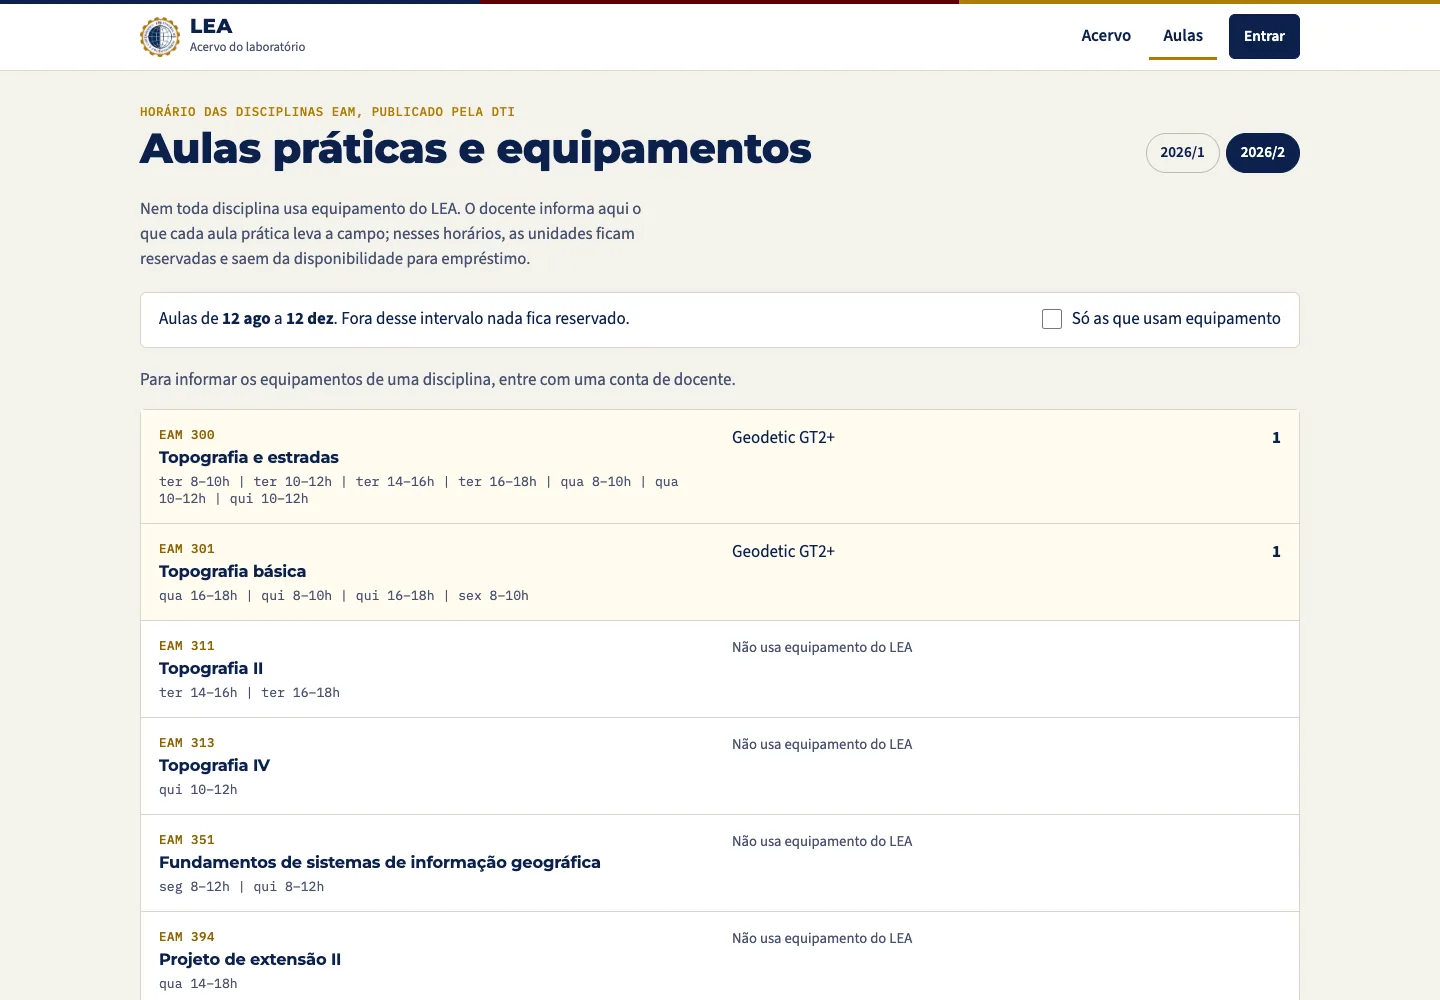 LEA
Acervo do laboratório
Acervo
Aulas
Entrar
HORÁRIO DAS DISCIPLINAS EAM, PUBLICADO PELA DTI
Aulas práticas e equipamentos
2026/1
2026/2
Nem toda disciplina usa equipamento do LEA. O docente informa aqui o
que cada aula prática leva a campo; nesses horários, as unidades ficam
reservadas e saem da disponibilidade para empréstimo.
Aulas de 12 ago a 12 dez. Fora desse intervalo nada fica reservado.
Só as que usam equipamento
Para informar os equipamentos de uma disciplina, entre com uma conta de docente.
EAM 300
Topografia e estradas
ter 8–10h | ter 10–12h | ter 14–16h | ter 16–18h | qua 8–10h | qua
10–12h | qui 10–12h
Geodetic GT2+
1
EAM 301
Topografia básica
qua 16–18h | qui 8–10h | qui 16–18h | sex 8–10h
Geodetic GT2+
1
EAM 311
Topografia II
ter 14–16h | ter 16–18h
Não usa equipamento do LEA
EAM 313
Topografia IV
qui 10–12h
Não usa equipamento do LEA
EAM 351
Fundamentos de sistemas de informação geográfica
seg 8–12h | qui 8–12h
Não usa equipamento do LEA
EAM 394
Projeto de extensão II
qua 14–18h
Não usa equipamento do LEA